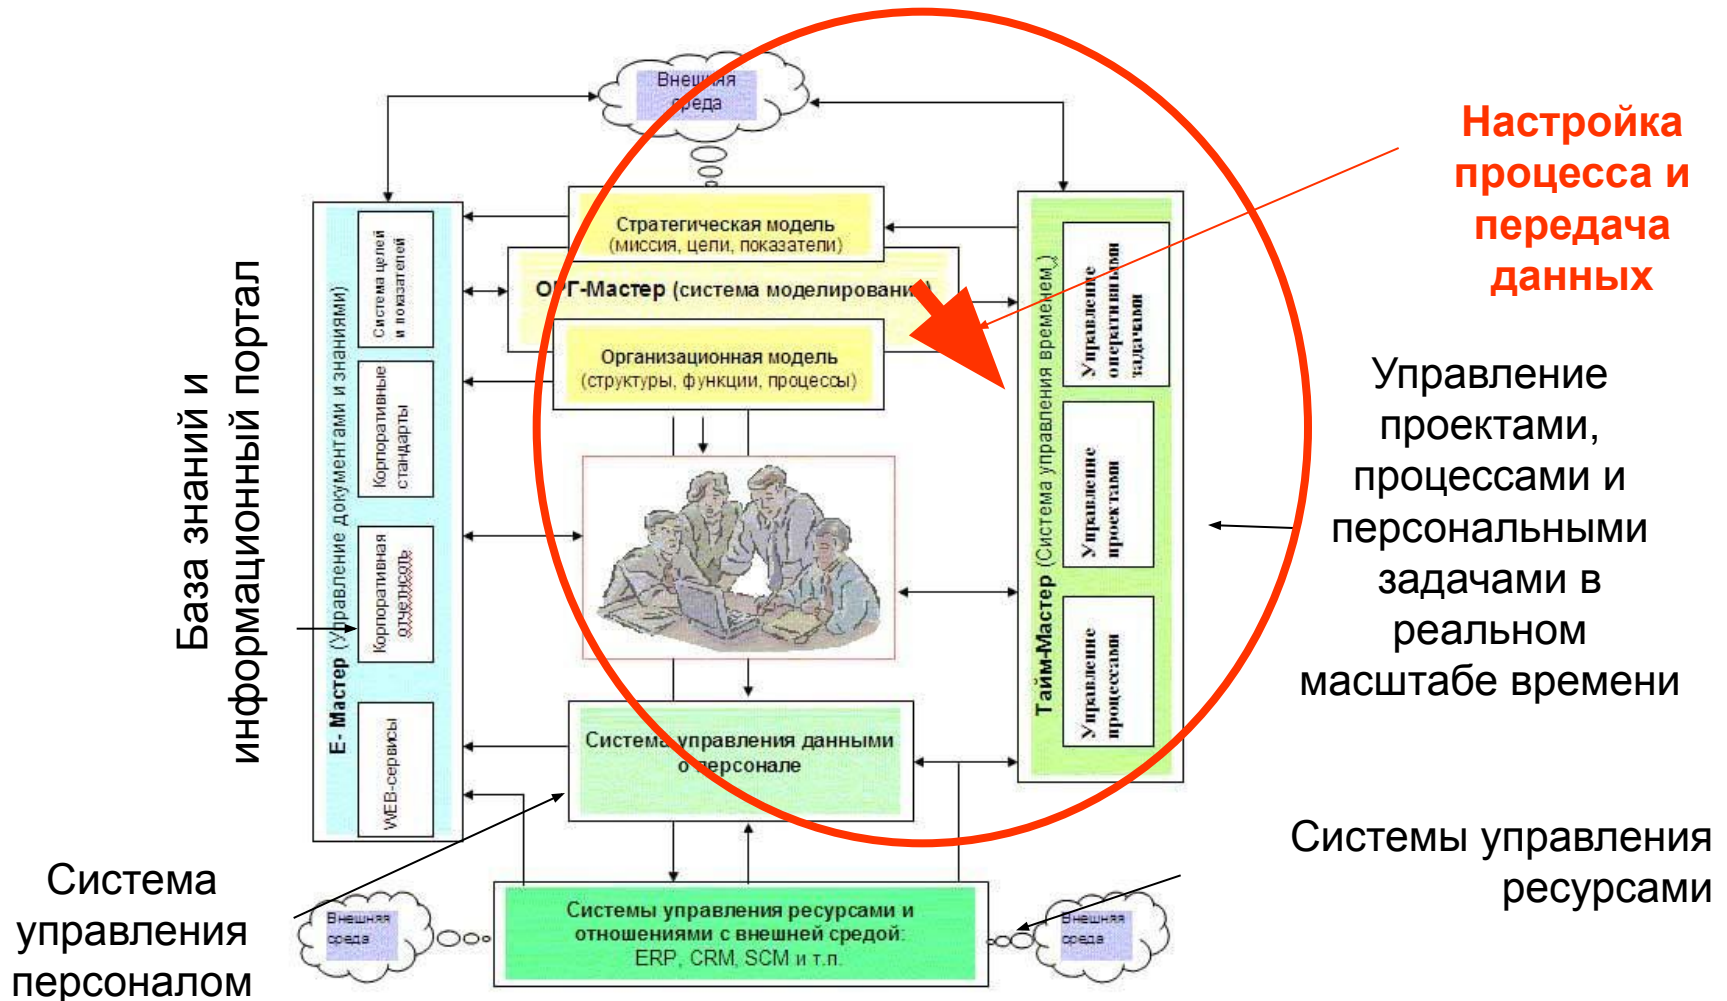 Внешняя
среда
Настройка
процесса и
передача
данных
База знаний и
информационный портал
Е- Мастер (Управление документами и знаниями)
Система целей
и показателей
Корпоративные
стандарты
Корпоративная
отчетнсоть
WEB-сервисы
Стратегическая модель
(миссия, цели, показатели)
ОРГ-Мастер (система моделирования)
Организационная модель
(структуры, функции, процессы)
Тайм-Мастер (Система управления временем.)
Управление
оперативными
задачами
Управление
проектами
Управление
процессами
Управление
проектами,
процессами и
персональными
задачами в
реальном
масштабе времени
Система управления данными
о персонале
Системы управления
ресурсами
Система
управления
персоналом
Внешняя
среда
Системы управления ресурсами и
отношениями с внешней средой:
ERP, CRM, SCM и т.п.
Внешняя
среда